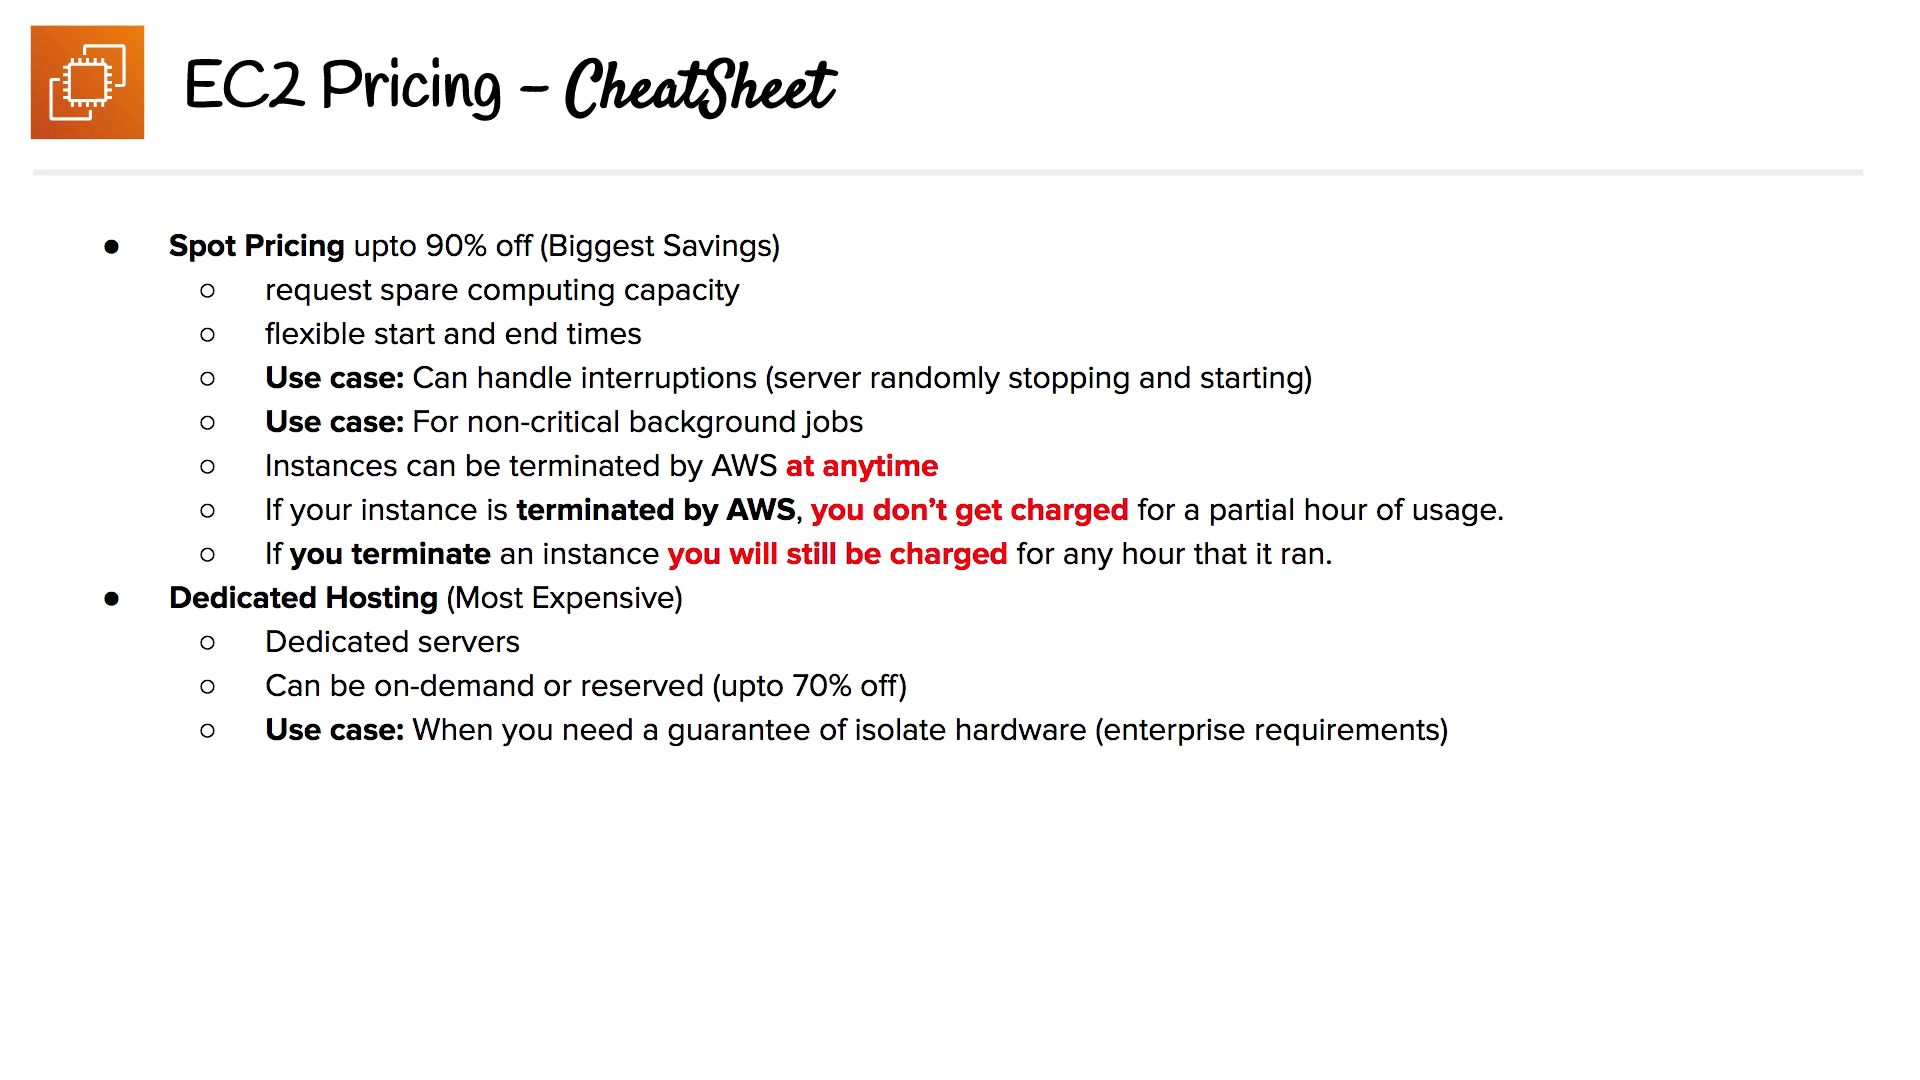 EC2 Pricing – CheatSheet
● Spot Pricing upto 90% off (Biggest Savings)
○ request spare computing capacity
○ flexible start and end times
○ Use case: Can handle interruptions (server randomly stopping and starting)
○ Use case: For non-critical background jobs
○ Instances can be terminated by AWS at anytime
○ If your instance is terminated by AWS, you don’t get charged for a partial hour of usage.
○ If you terminate an instance you will still be charged for any hour that it ran.
● Dedicated Hosting (Most Expensive)
○ Dedicated servers
○ Can be on-demand or reserved (upto 70% off)
○ Use case: When you need a guarantee of isolate hardware (enterprise requirements)